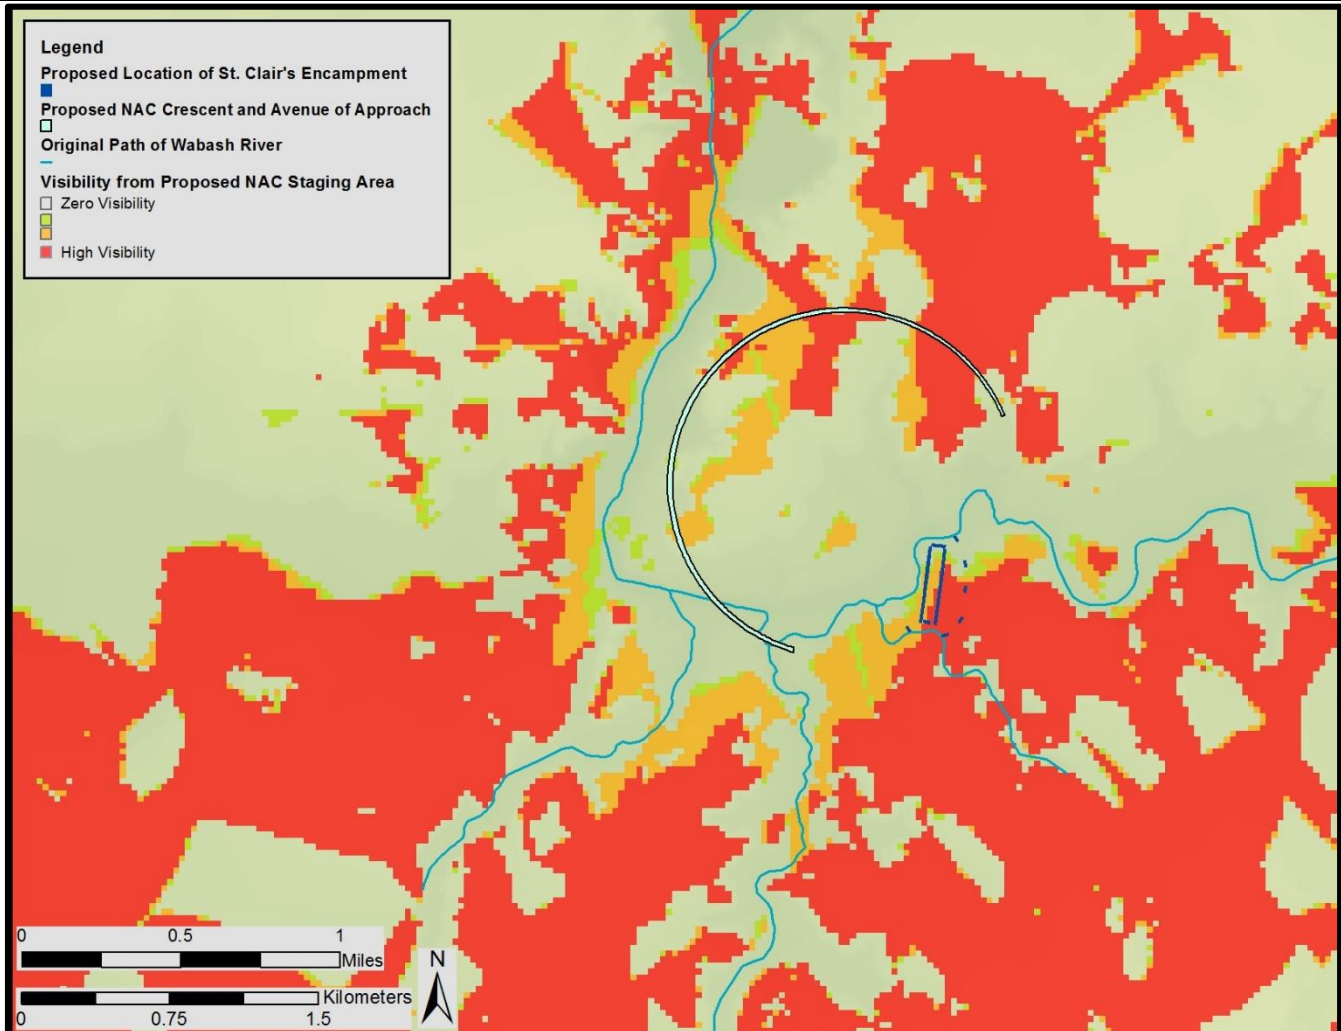 Legend
Proposed Location of St. Clair's Encampment
Proposed NAC Crescent and Avenue of Approach
Original Path of Wabash River
Visibility from Proposed NAC Staging Area
Zero Visibility
High Visibility
0 0.5 1
Miles
N
Kilometers
0 0.75 1.5